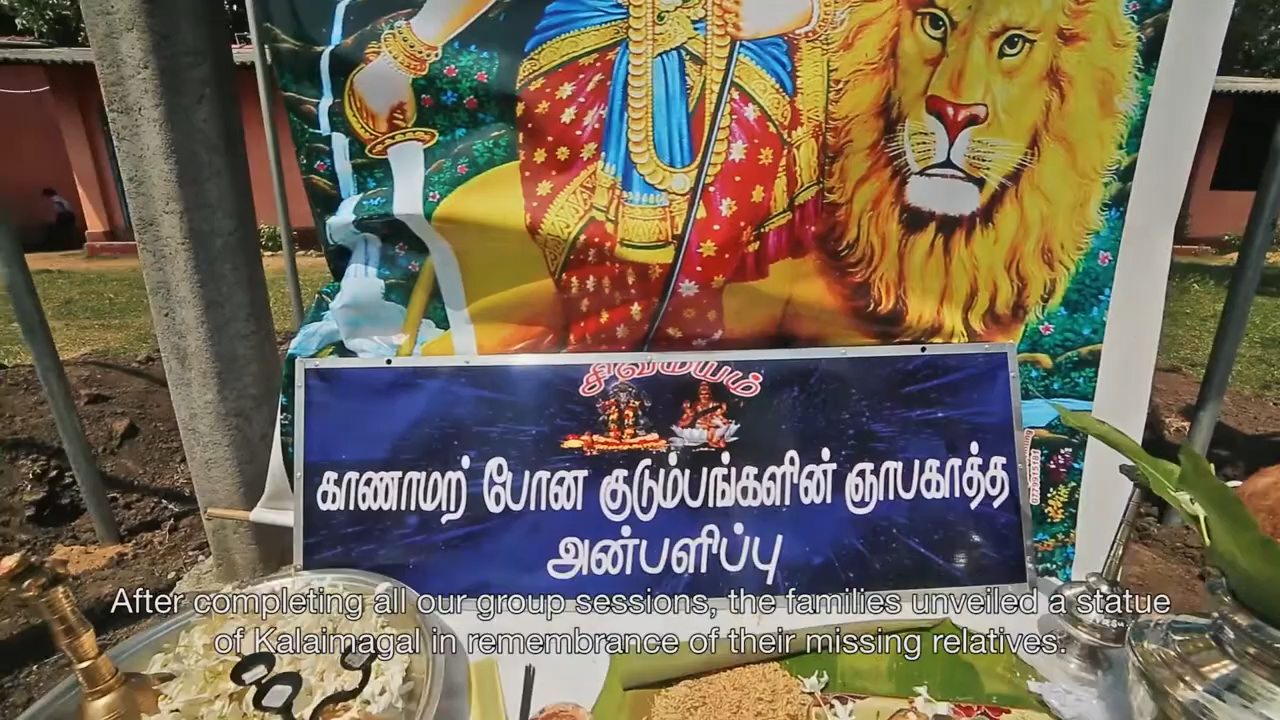 சிவமயம்
காணாமற் போன குடும்பங்களின் ஞாபகாத்த
அன்பளிப்பு
After completing all our group sessions, the families unveiled a statue
of Kalaimagal in remembrance of their missing relatives.